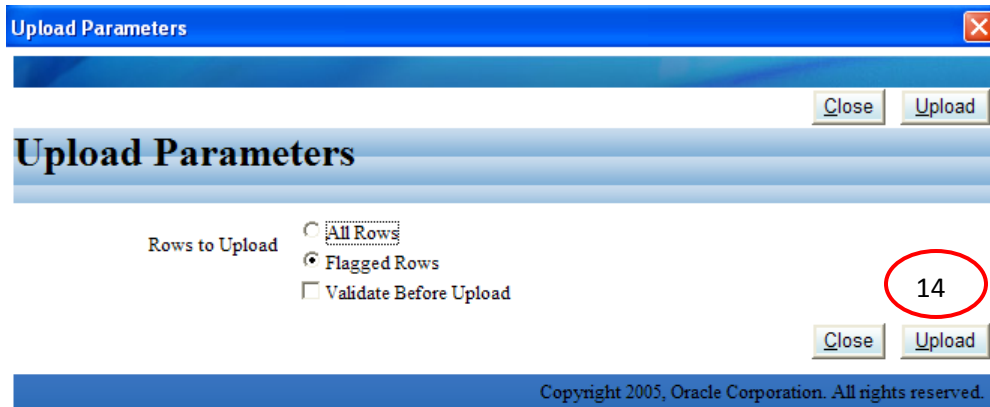 Upload Parameters
Close Upload
Upload Parameters
Rows to Upload
All Rows
Flagged Rows
Validate Before Upload
14
Close Upload
Copyright 2005, Oracle Corporation. All rights reserved.